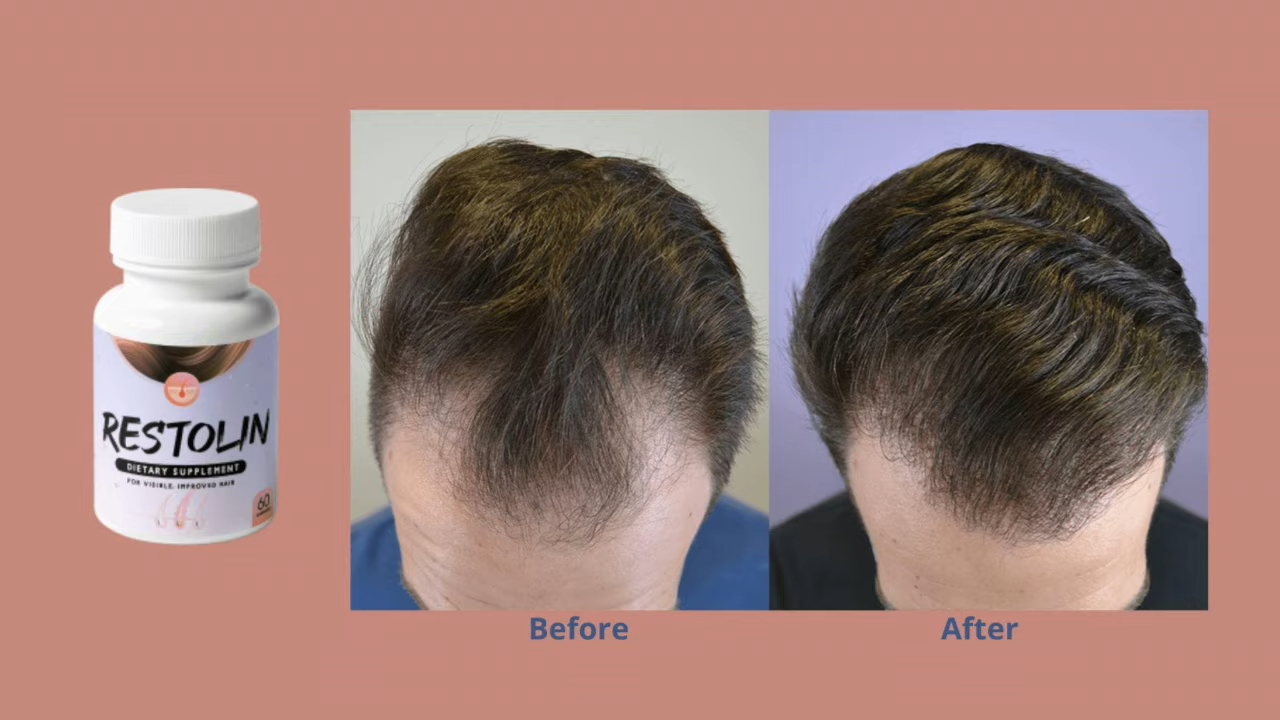 RESTOLIN
DIETARY SUPPLEMENT
FOR VISIBLE, IMPROVED HAIR
60
Before
After